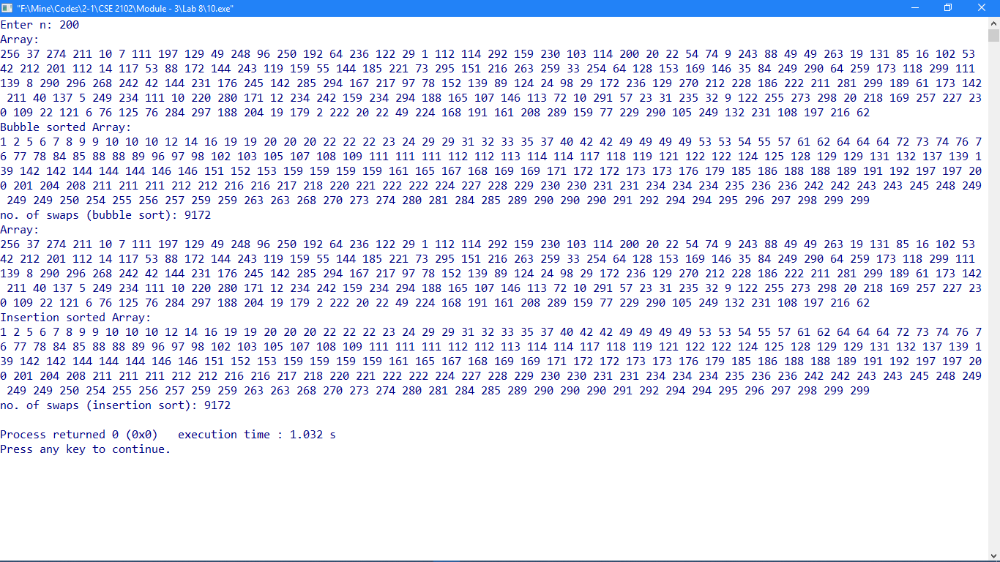 "F:\Mine\Codes\2-1\CSE 2102\Module - 3\Lab 8\10.exe"
Enter n: 200
Array:
256 37 274 211 10 7 111 197 129 49 248 96 250 192 64 236 122 29 1 112 114 292 159 230 103 114 200 20 22 54 74 9 243 88 49 49 263 19 131 85 16 102 53
42 212 201 112 14 117 53 88 172 144 243 119 159 55 144 185 221 73 295 151 216 263 259 33 254 64 128 153 169 146 35 84 249 290 64 259 173 118 299 111
139 8 290 296 268 242 42 144 231 176 245 142 285 294 167 217 97 78 152 139 89 124 24 98 29 172 236 129 270 212 228 186 222 211 281 299 189 61 173 142
211 40 137 5 249 234 111 10 220 280 171 12 234 242 159 234 294 188 165 107 146 113 72 10 291 57 23 31 235 32 9 122 255 273 298 20 218 169 257 227 23
0 109 22 121 6 76 125 76 284 297 188 204 19 179 2 222 20 22 49 224 168 191 161 208 289 159 77 229 290 105 249 132 231 108 197 216 62
Bubble sorted Array:
1 2 5 6 7 8 9 9 10 10 10 12 14 16 19 19 20 20 20 22 22 22 23 24 29 29 31 32 33 35 37 40 42 42 49 49 49 49 53 53 54 55 57 61 62 64 64 64 72 73 74 76 7
6 77 78 84 85 88 88 89 96 97 98 102 103 105 107 108 109 111 111 111 112 112 113 114 114 117 118 119 121 122 122 124 125 128 129 129 131 132 137 139 1
39 142 142 144 144 144 146 146 151 152 153 159 159 159 159 161 165 167 168 169 169 171 172 172 173 173 176 179 185 186 188 188 189 191 192 197 197 20
0 201 204 208 211 211 211 212 212 216 216 217 218 220 221 222 222 224 227 228 229 230 230 231 231 234 234 234 235 236 236 242 242 243 243 245 248 249
249 249 250 254 255 256 257 259 259 263 263 268 270 273 274 280 281 284 285 289 290 290 290 291 292 294 294 295 296 297 298 299 299
no. of swaps (bubble sort): 9172
Array:
256 37 274 211 10 7 111 197 129 49 248 96 250 192 64 236 122 29 1 112 114 292 159 230 103 114 200 20 22 54 74 9 243 88 49 49 263 19 131 85 16 102 53
42 212 201 112 14 117 53 88 172 144 243 119 159 55 144 185 221 73 295 151 216 263 259 33 254 64 128 153 169 146 35 84 249 290 64 259 173 118 299 111
139 8 290 296 268 242 42 144 231 176 245 142 285 294 167 217 97 78 152 139 89 124 24 98 29 172 236 129 270 212 228 186 222 211 281 299 189 61 173 142
211 40 137 5 249 234 111 10 220 280 171 12 234 242 159 234 294 188 165 107 146 113 72 10 291 57 23 31 235 32 9 122 255 273 298 20 218 169 257 227 23
0 109 22 121 6 76 125 76 284 297 188 204 19 179 2 222 20 22 49 224 168 191 161 208 289 159 77 229 290 105 249 132 231 108 197 216 62
Insertion sorted Array:
1 2 5 6 7 8 9 9 10 10 10 12 14 16 19 19 20 20 20 22 22 22 23 24 29 29 31 32 33 35 37 40 42 42 49 49 49 49 53 53 54 55 57 61 62 64 64 64 72 73 74 76 7
6 77 78 84 85 88 88 89 96 97 98 102 103 105 107 108 109 111 111 111 112 112 113 114 114 117 118 119 121 122 122 124 125 128 129 129 131 132 137 139 1
39 142 142 144 144 144 146 146 151 152 153 159 159 159 159 161 165 167 168 169 169 171 172 172 173 173 176 179 185 186 188 188 189 191 192 197 197 20
0 201 204 208 211 211 211 212 212 216 216 217 218 220 221 222 222 224 227 228 229 230 230 231 231 234 234 234 235 236 236 242 242 243 243 245 248 249
249 249 250 254 255 256 257 259 259 263 263 268 270 273 274 280 281 284 285 289 290 290 290 291 292 294 294 295 296 297 298 299 299
no. of swaps (insertion sort): 9172
Process returned 0 (0x0)   execution time : 1.032 s
Press any key to continue.